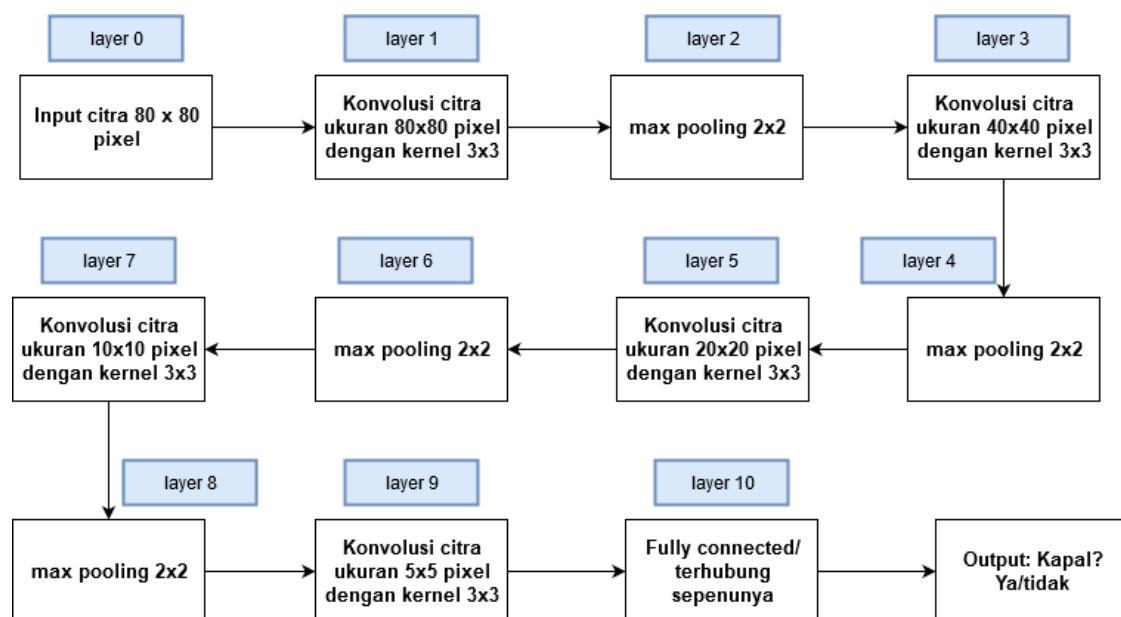 layer 0
layer 1
layer 2
layer 3
Input citra 80 x 80
pixel
Konvolusi citra
ukuran 80x80 pixel
dengan kernel 3x3
max pooling 2x2
Konvolusi citra
ukuran 40x40 pixel
dengan kernel 3x3
layer 7
layer 6
layer 5
layer 4
Konvolusi citra
ukuran 10x10 pixel
dengan kernel 3x3
max pooling 2x2
Konvolusi citra
ukuran 20x20 pixel
dengan kernel 3x3
max pooling 2x2
layer 8
layer 9
layer 10
max pooling 2x2
Konvolusi citra
ukuran 5x5 pixel
dengan kernel 3x3
Fully connected/
terhubung
sepenunya
Output: Kapal?
Ya/tidak